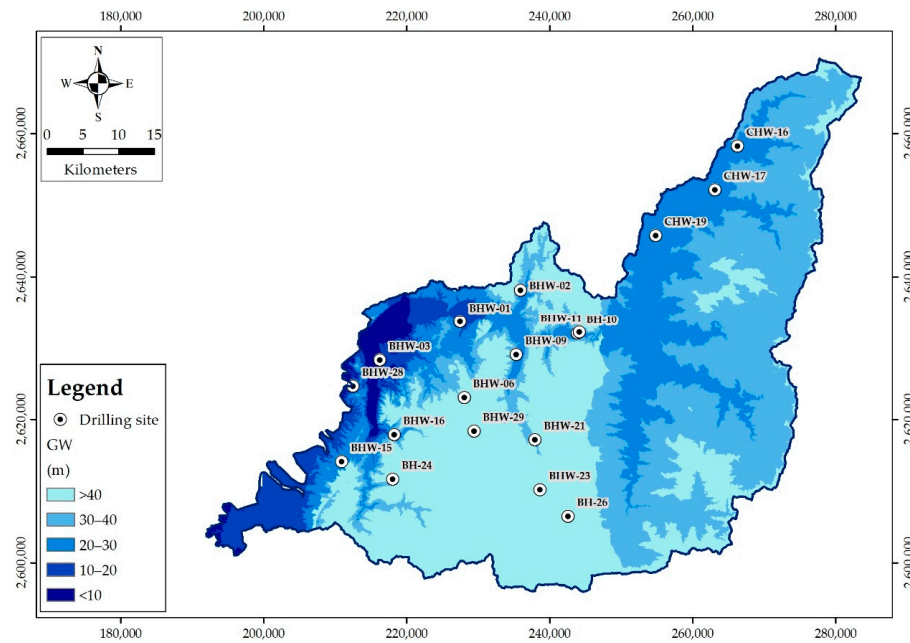 180,000 200,000 220,000 240,000 260,000 280,000
N
W E
S
0 5 10 15
Kilometers
2,660,000 2,660,000
2,640,000 2,640,000
2,620,000 2,620,000
2,600,000 2,600,000
CHW-16
CHW-17
CHW-19
BHW-02
BHW-01
BHW-11 BH-10
BHW-09
BHW-03
BHW-28
BHW-06
BHW-16
BHW-29
BHW-21
BHW-15
BH-24
BHW-23
BH-26
Legend
Drilling site
GW
(m)
>40
30–40
20–30
10–20
<10
180,000 200,000 220,000 240,000 260,000 280,000